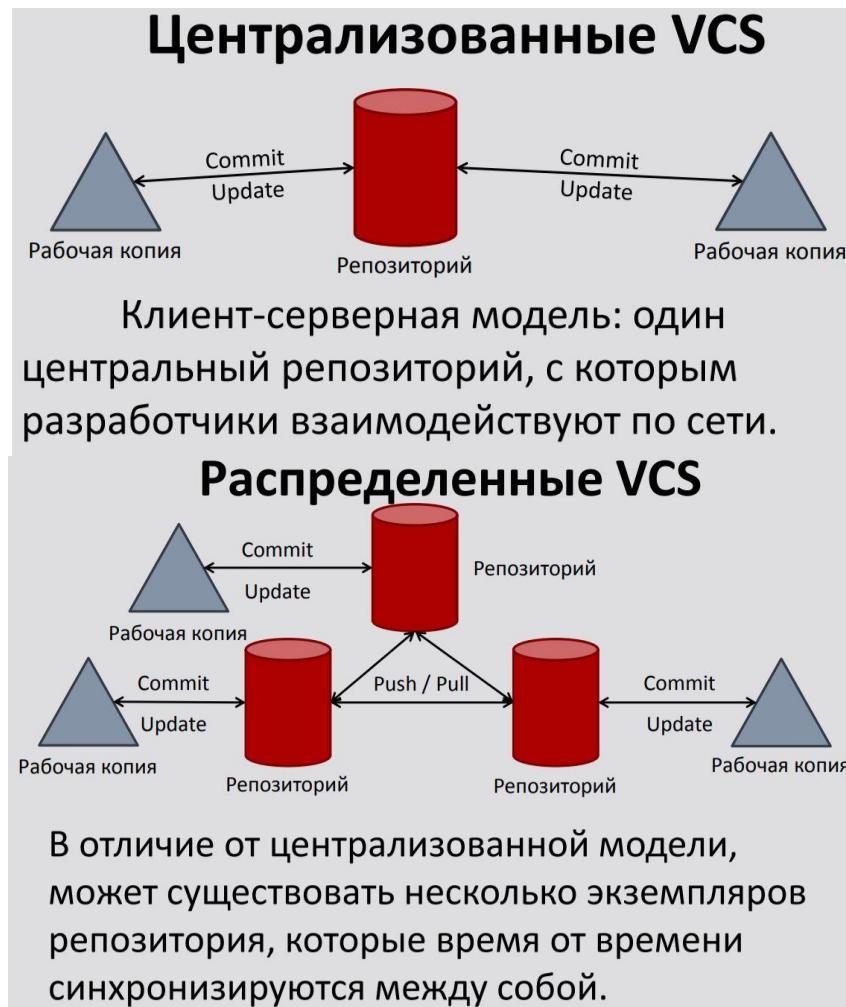 Централизованные VCS
Commit
Update
Commit
Update
Рабочая копия
Репозиторий
Рабочая копия
Клиент-серверная модель: один
центральный репозиторий, с которым
разработчики взаимодействуют по сети.
Распределенные VCS
Commit
Update
Репозиторий
Рабочая копия
Commit
Update
Push / Pull
Commit
Update
Рабочая копия
Репозиторий
Репозиторий
Рабочая копия
В отличие от централизованной модели,
может существовать несколько экземпляров
репозитория, которые время от времени
синхронизируются между собой.